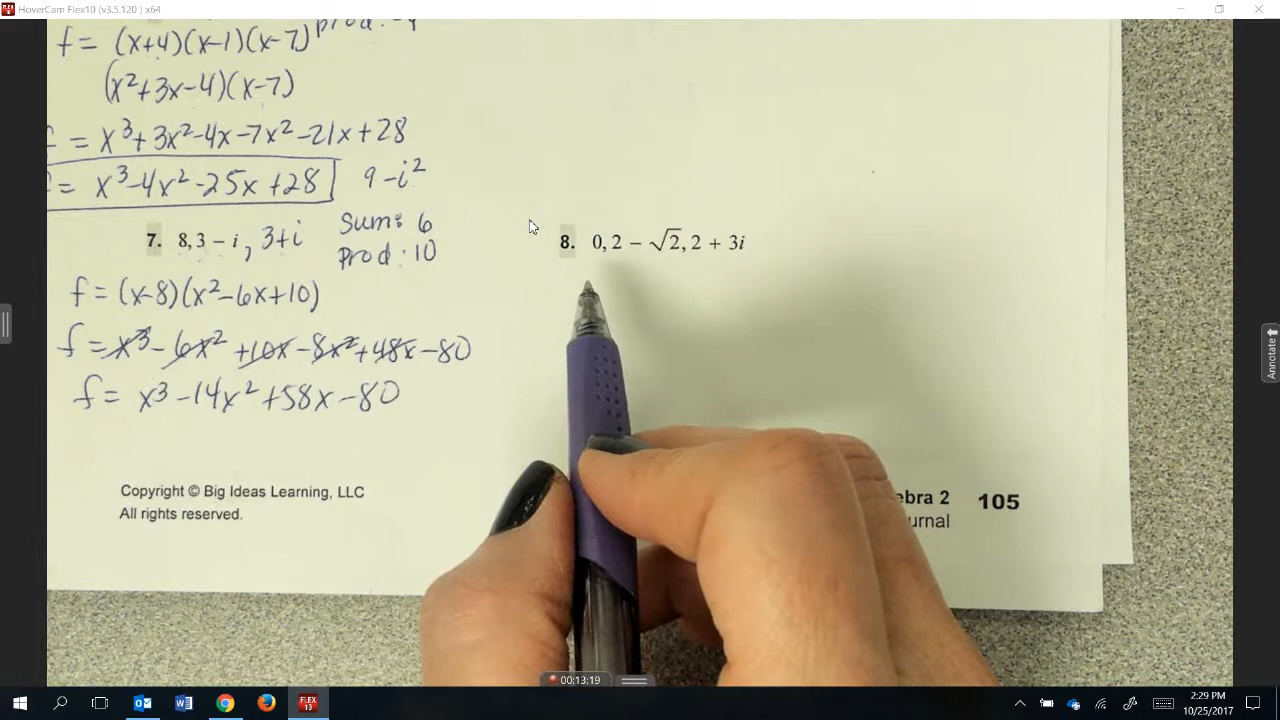 HoverCam Flex10 (v3.5.120 ) x64
f = (x+4)(x-1)(x-7)
(x²+3x-4)(x-7)
= x³+3x²-4x-7x²-21x+28
= x³-4x²-25x+28
9-i²
7. 8, 3 − i, 3+i
Sum: 6
prod: 10
f = (x-8)(x²-6x+10)
f = x³-6x²+10x-8x²+48x-80
f = x³-14x²+58x-80
8. 0, 2 − √2, 2 + 3i
Copyright © Big Ideas Learning, LLC
All rights reserved.
ebra 2 105
urnal
Annotate
00:13:19
FLEX
10
2:29 PM
10/25/2017